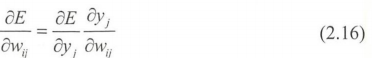 ∂E/∂w_ij = ∂E/∂y_j ∂y_j/∂w_ij (2.16)